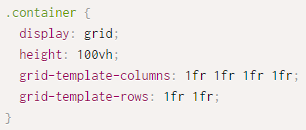 .container {
  display: grid;
  height: 100vh;
  grid-template-columns: 1fr 1fr 1fr 1fr;
  grid-template-rows: 1fr 1fr;
}